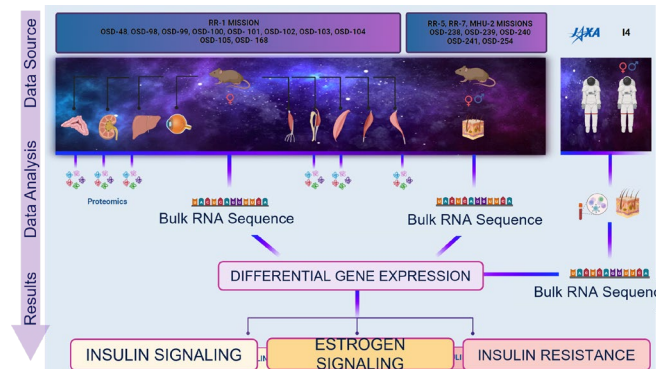 Data Source
Data Analysis
Results
RR-1 MISSION
OSD-48, OSD-98, OSD-99, OSD-100, OSD- 101, OSD-102, OSD-103, OSD-104
OSD-105, OSD- 168
RR-5, RR-7, MHU-2 MISSIONS
OSD-238, OSD-239, OSD-240
OSD-241, OSD-254
JAXA
I4
Proteomics
Bulk RNA Sequence
Bulk RNA Sequence
Bulk RNA Sequenc
DIFFERENTIAL GENE EXPRESSION
INSULIN SIGNALING
ESTROGEN
SIGNALING
INSULIN RESISTANCE